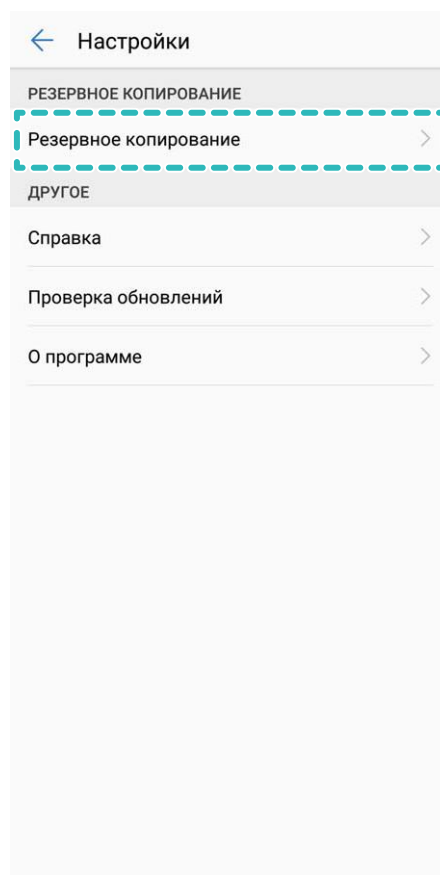 Настройки
РЕЗЕРВНОЕ КОПИРОВАНИЕ
Резервное копирование
ДРУГОЕ
Справка
Проверка обновлений
О программе